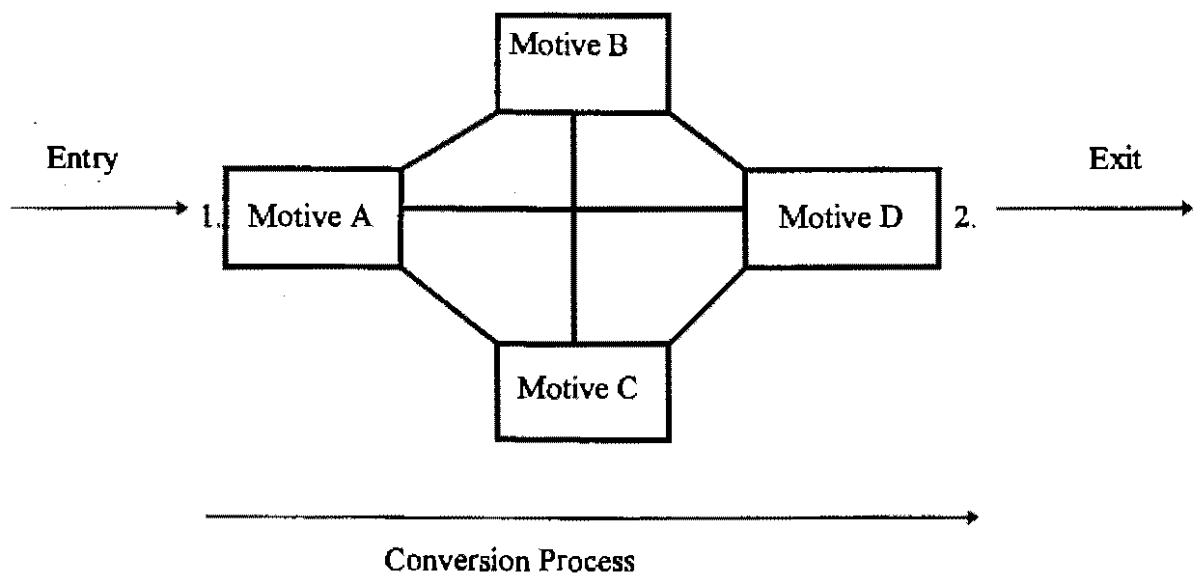 Motive B
Entry
Exit
1. Motive A
Motive D 2.
Motive C
Conversion Process